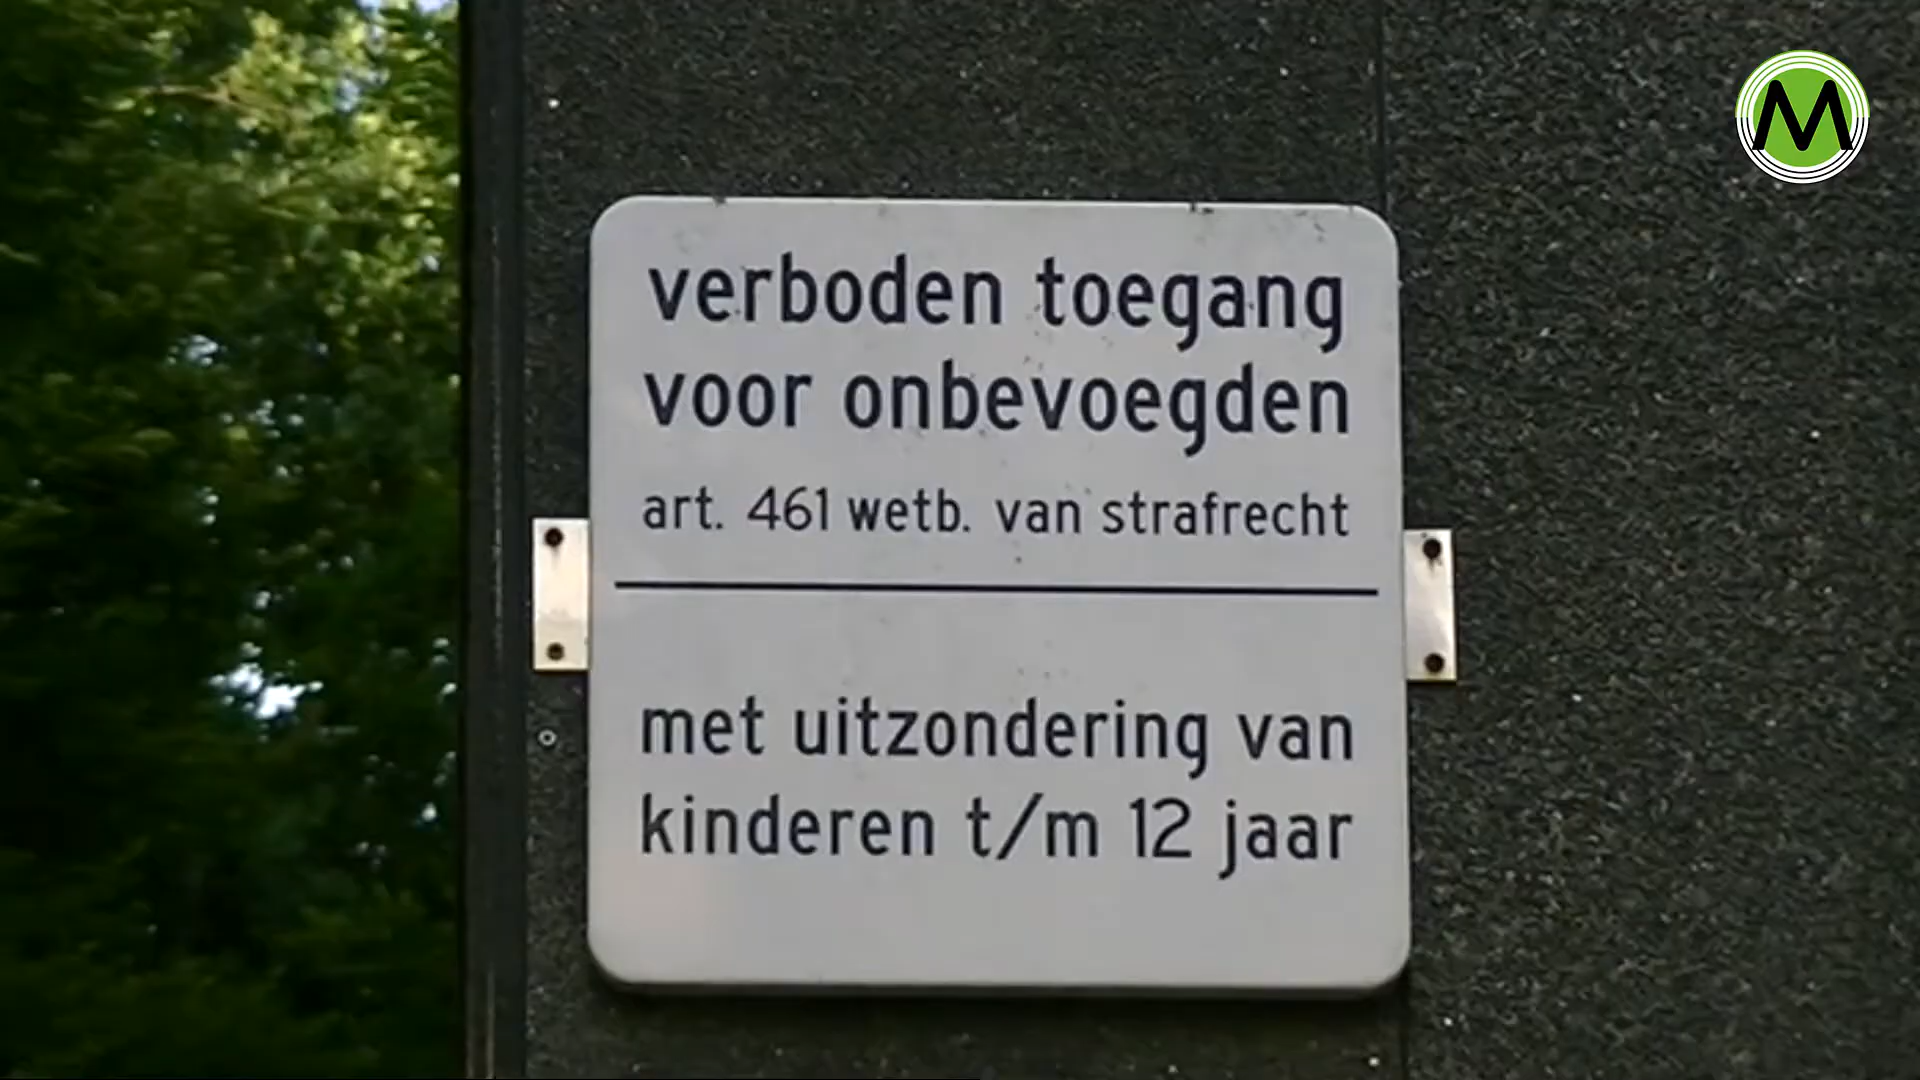 M
verboden toegang
voor onbevoegden
art. 461 wetb. van strafrecht
met uitzondering van
kinderen t/m 12 jaar